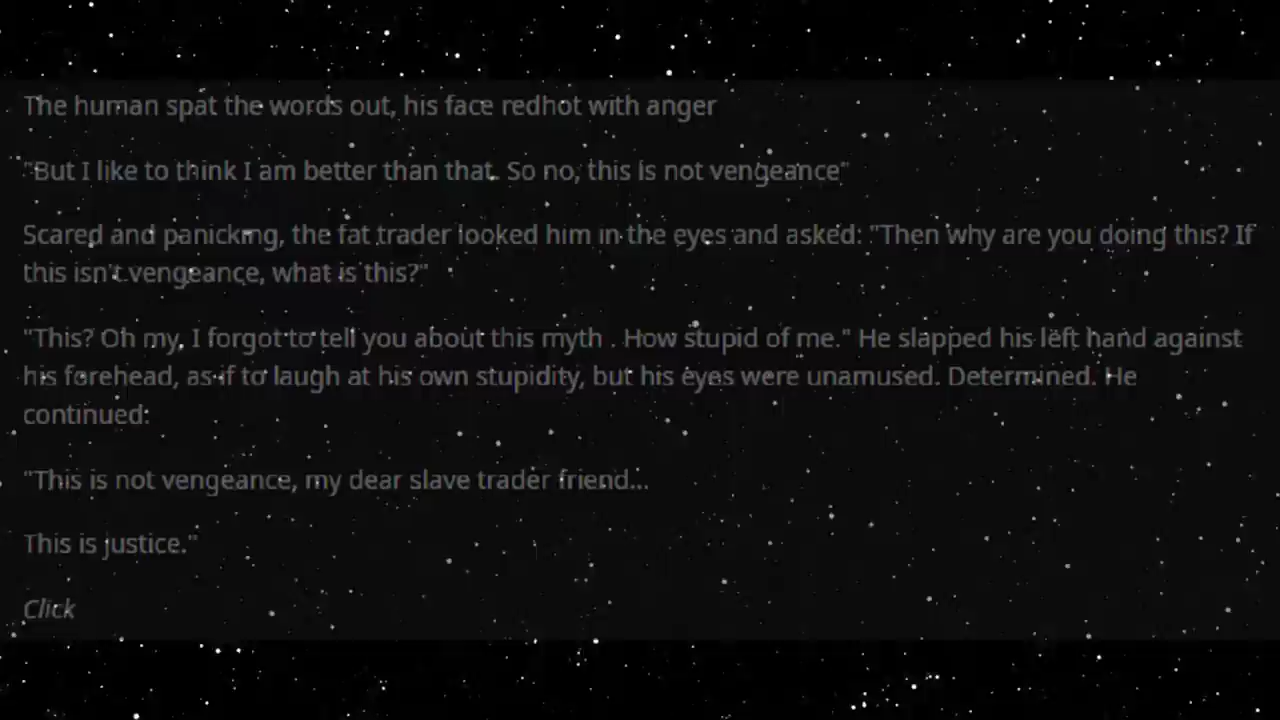 The human spat the words out, his face redhot with anger
"But I like to think I am better than that. So no, this is not vengeance"
Scared and panicking, the fat trader looked him in the eyes and asked: "Then why are you doing this? If
this isn't vengeance, what is this?"
"This? Oh my, I forgot to tell you about this myth . How stupid of me." He slapped his left hand against
his forehead, as if to laugh at his own stupidity, but his eyes were unamused. Determined. He
continued:
"This is not vengeance, my dear slave trader friend...
This is justice."
Click